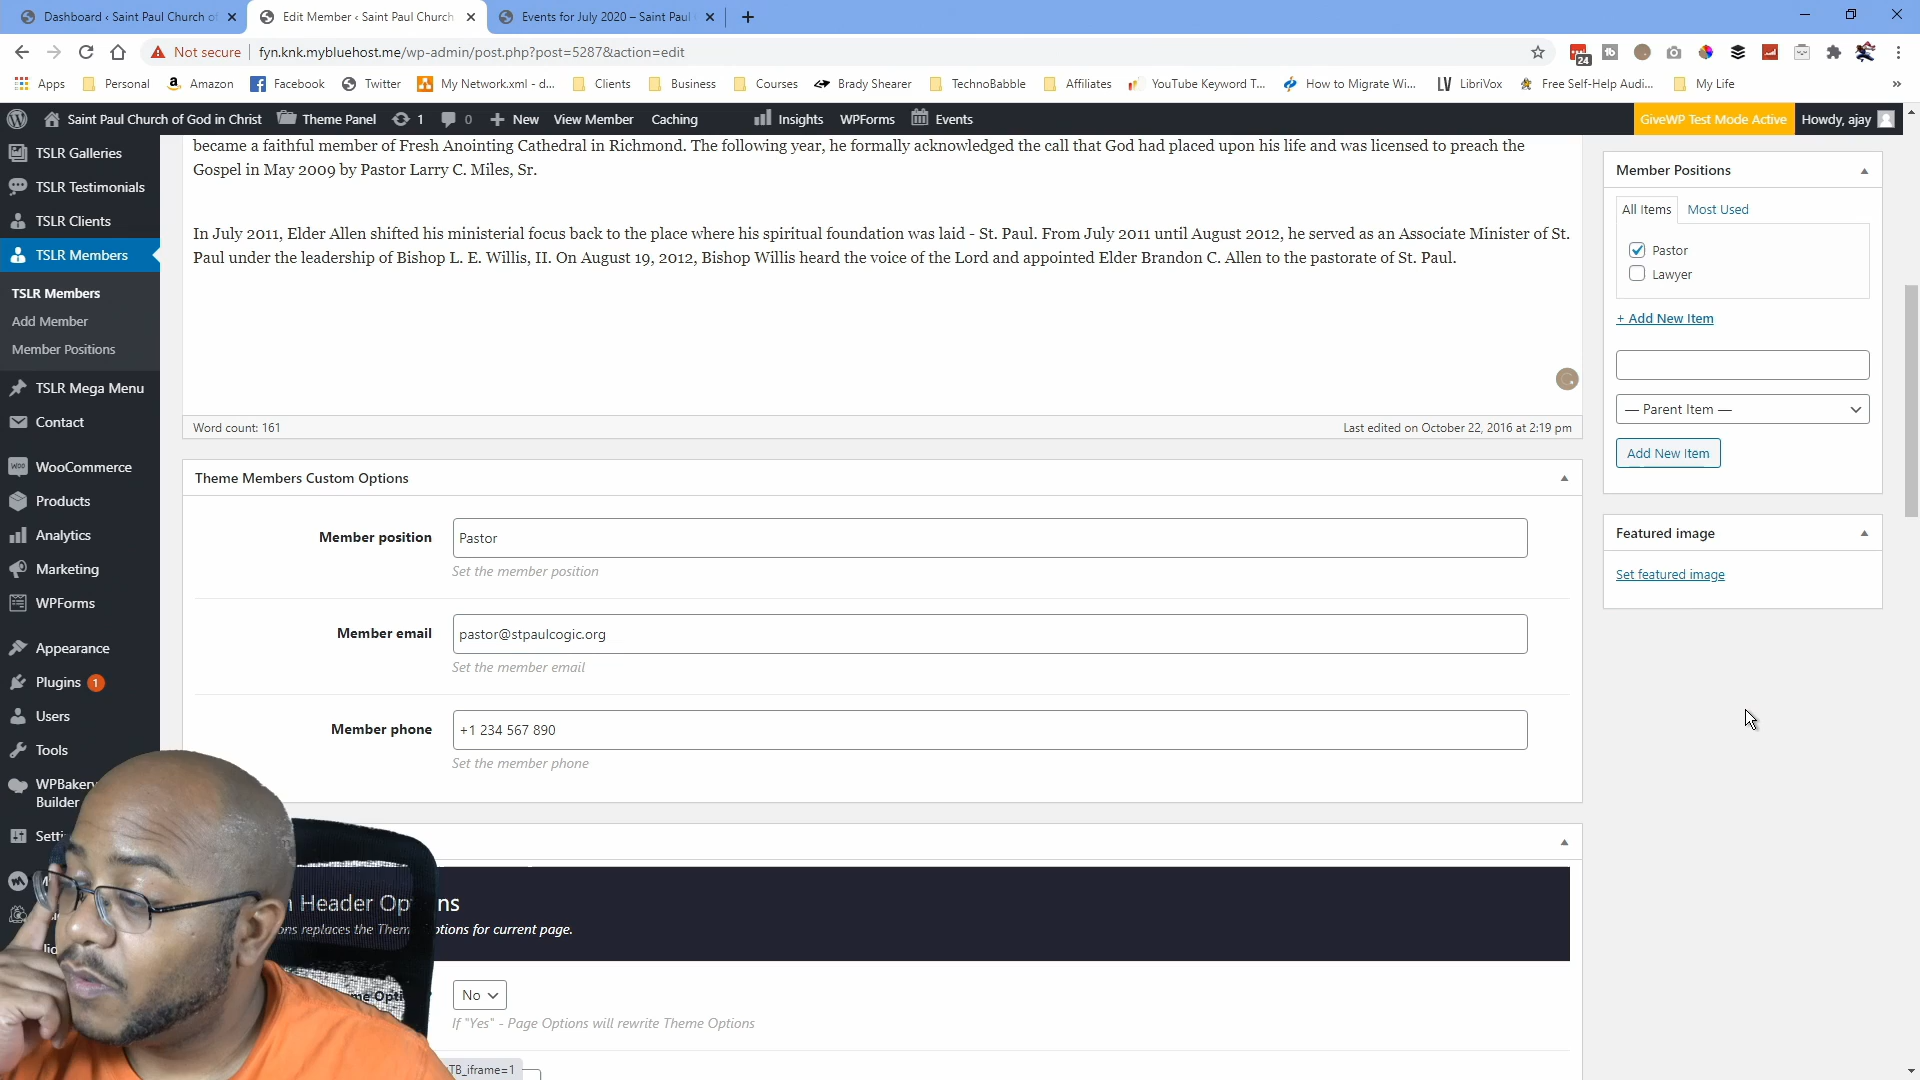 Dashboard ‹ Saint Paul Church of
Edit Member ‹ Saint Paul Church
Events for July 2020 – Saint Paul
Not secure | fyn.knk.mybluehost.me/wp-admin/post.php?post=5287&action=edit
24
Apps Personal Amazon Facebook Twitter My Network.xml - d... Clients Business Courses Brady Shearer TechnoBabble Affiliates YouTube Keyword T... How to Migrate Wi... LibriVox Free Self-Help Audi... My Life »
Saint Paul Church of God in Christ Theme Panel 1 0 New View Member Caching Insights WPForms Events GiveWP Test Mode Active Howdy, ajay
TSLR Galleries
TSLR Testimonials
TSLR Clients
TSLR Members
TSLR Members
Add Member
Member Positions
TSLR Mega Menu
Contact
WooCommerce
Products
Analytics
Marketing
WPForms
Appearance
Plugins 1
Users
Tools
WPBakery
Builder
became a faithful member of Fresh Anointing Cathedral in Richmond. The following year, he formally acknowledged the call that God had placed upon his life and was licensed to preach the
Gospel in May 2009 by Pastor Larry C. Miles, Sr.
In July 2011, Elder Allen shifted his ministerial focus back to the place where his spiritual foundation was laid - St. Paul. From July 2011 until August 2012, he served as an Associate Minister of St.
Paul under the leadership of Bishop L. E. Willis, II. On August 19, 2012, Bishop Willis heard the voice of the Lord and appointed Elder Brandon C. Allen to the pastorate of St. Paul.
Word count: 161
Last edited on October 22, 2016 at 2:19 pm
Theme Members Custom Options
Member position
Pastor
Set the member position
Member email
pastor@stpaulcogic.org
Set the member email
Member phone
+1 234 567 890
Set the member phone
Header Op ns
replaces the Them ptions for current page.
No
If "Yes" - Page Options will rewrite Theme Options
TB_iframe=1
Member Positions
All Items Most Used
Pastor
Lawyer
+ Add New Item
— Parent Item —
Add New Item
Featured image
Set featured image